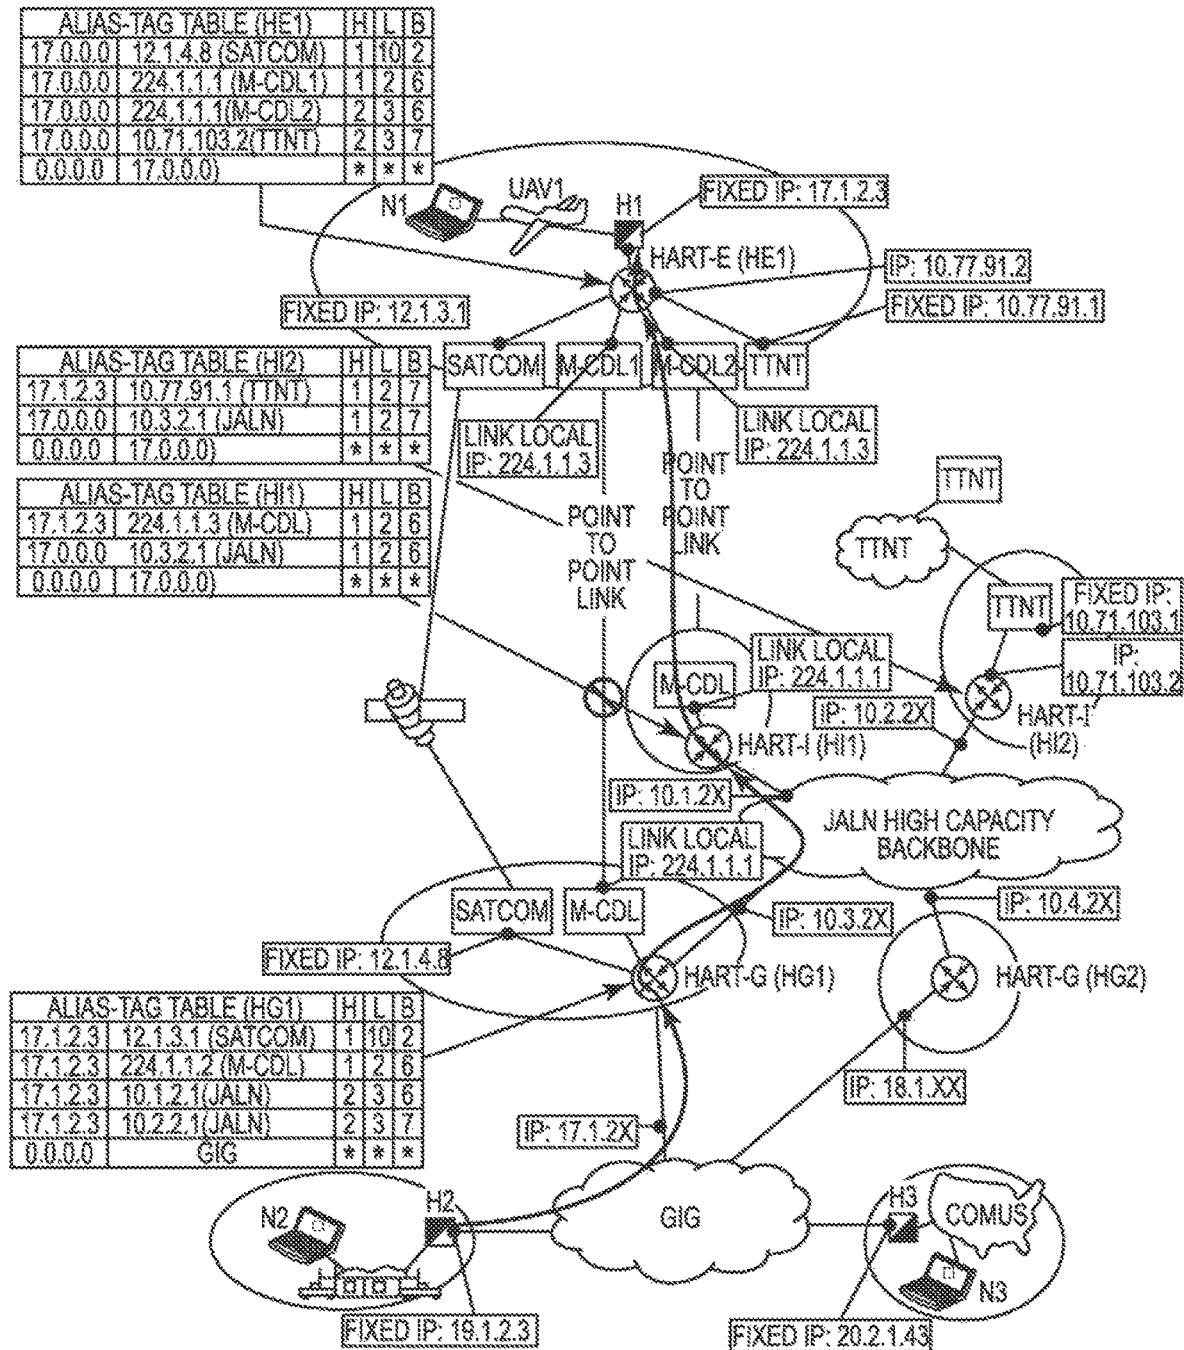 ALIAS-TAG TABLE (HE1) H L B
17.0.0.0 12.1.4.8 (SATCOM) 1 10 2
17.0.0.0 224.1.1.1 (M-CDL1) 1 2 6
17.0.0.0 224.1.1.1(M-CDL2) 2 3 6
17.0.0.0 10.71.103.2(TTNT) 2 3 7
0.0.0.0 17.0.0.0) * * *
N1
UAV1
H1
FIXED IP: 17.1.2.3
HART-E (HE1)
IP: 10.77.91.2
FIXED IP: 12.1.3.1
FIXED IP: 10.77.91.1
SATCOM
M-CDL1
M-CDL2
TTNT
ALIAS-TAG TABLE (HI2) H L B
17.1.2.3 10.77.91.1 (TTNT) 1 2 7
17.0.0.0 10.3.2.1 (JALN) 1 2 7
0.0.0.0 17.0.0.0) * * *
LINK LOCAL
IP: 224.1.1.3
LINK LOCAL
IP: 224.1.1.3
ALIAS-TAG TABLE (HI1) H L B
17.1.2.3 224.1.1.3 (M-CDL) 1 2 6
17.0.0.0 10.3.2.1 (JALN) 1 2 6
0.0.0.0 17.0.0.0) * * *
POINT
TO
POINT
LINK
POINT
TO
POINT
LINK
TTNT
TTNT
TTNT
FIXED IP:
10.71.103.1
IP:
10.71.103.2
LINK LOCAL
IP: 224.1.1.1
M-CDL
IP: 10.2.2X
HART-I
(HI2)
HART-I (HI1)
IP: 10.1.2X
JALN HIGH CAPACITY
BACKBONE
LINK LOCAL
IP: 224.1.1.1
SATCOM
M-CDL
IP: 10.3.2X
IP: 10.4.2X
FIXED IP: 12.1.4.8
HART-G (HG1)
HART-G (HG2)
ALIAS-TAG TABLE (HG1) H L B
17.1.2.3 12.1.3.1 (SATCOM) 1 10 2
17.1.2.3 224.1.1.2 (M-CDL) 1 2 6
17.1.2.3 10.1.2.1(JALN) 2 3 6
17.1.2.3 10.2.2.1(JALN) 2 3 7
0.0.0.0 GIG * * *
IP: 17.1.2X
IP: 18.1.XX
N2
H2
GIG
H3
COMUS
N3
FIXED IP: 19.1.2.3
FIXED IP: 20.2.1.43